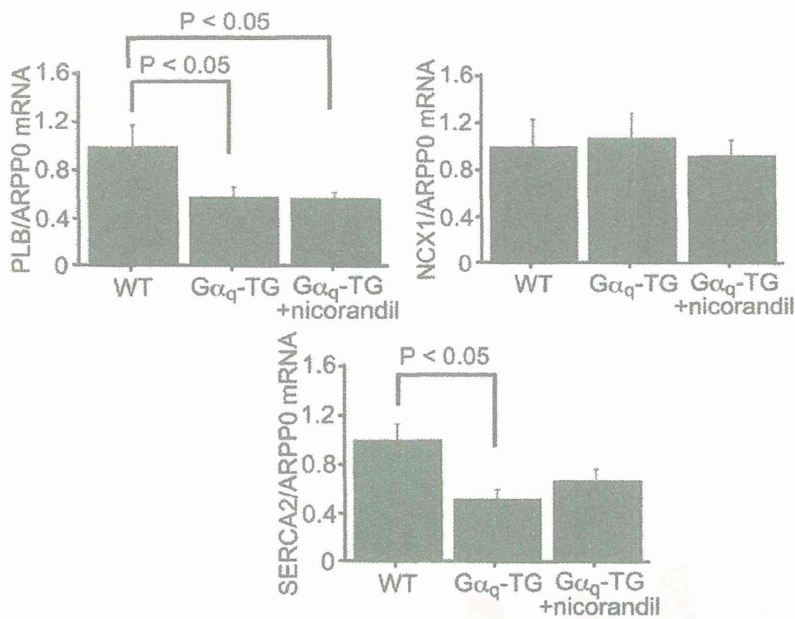 P < 0.05
P < 0.05
PLB/ARPP0 mRNA
1.6
1.2
0.8
0.4
0
WT
Gαq-TG
Gαq-TG
+nicorandil
NCX1/ARPP0 mRNA
1.6
1.2
0.8
0.4
0
WT
Gαq-TG
Gαq-TG
+nicorandil
P < 0.05
SERCA2/ARPP0 mRNA
1.6
1.2
0.8
0.4
0
WT
Gαq-TG
Gαq-TG
+nicorandil